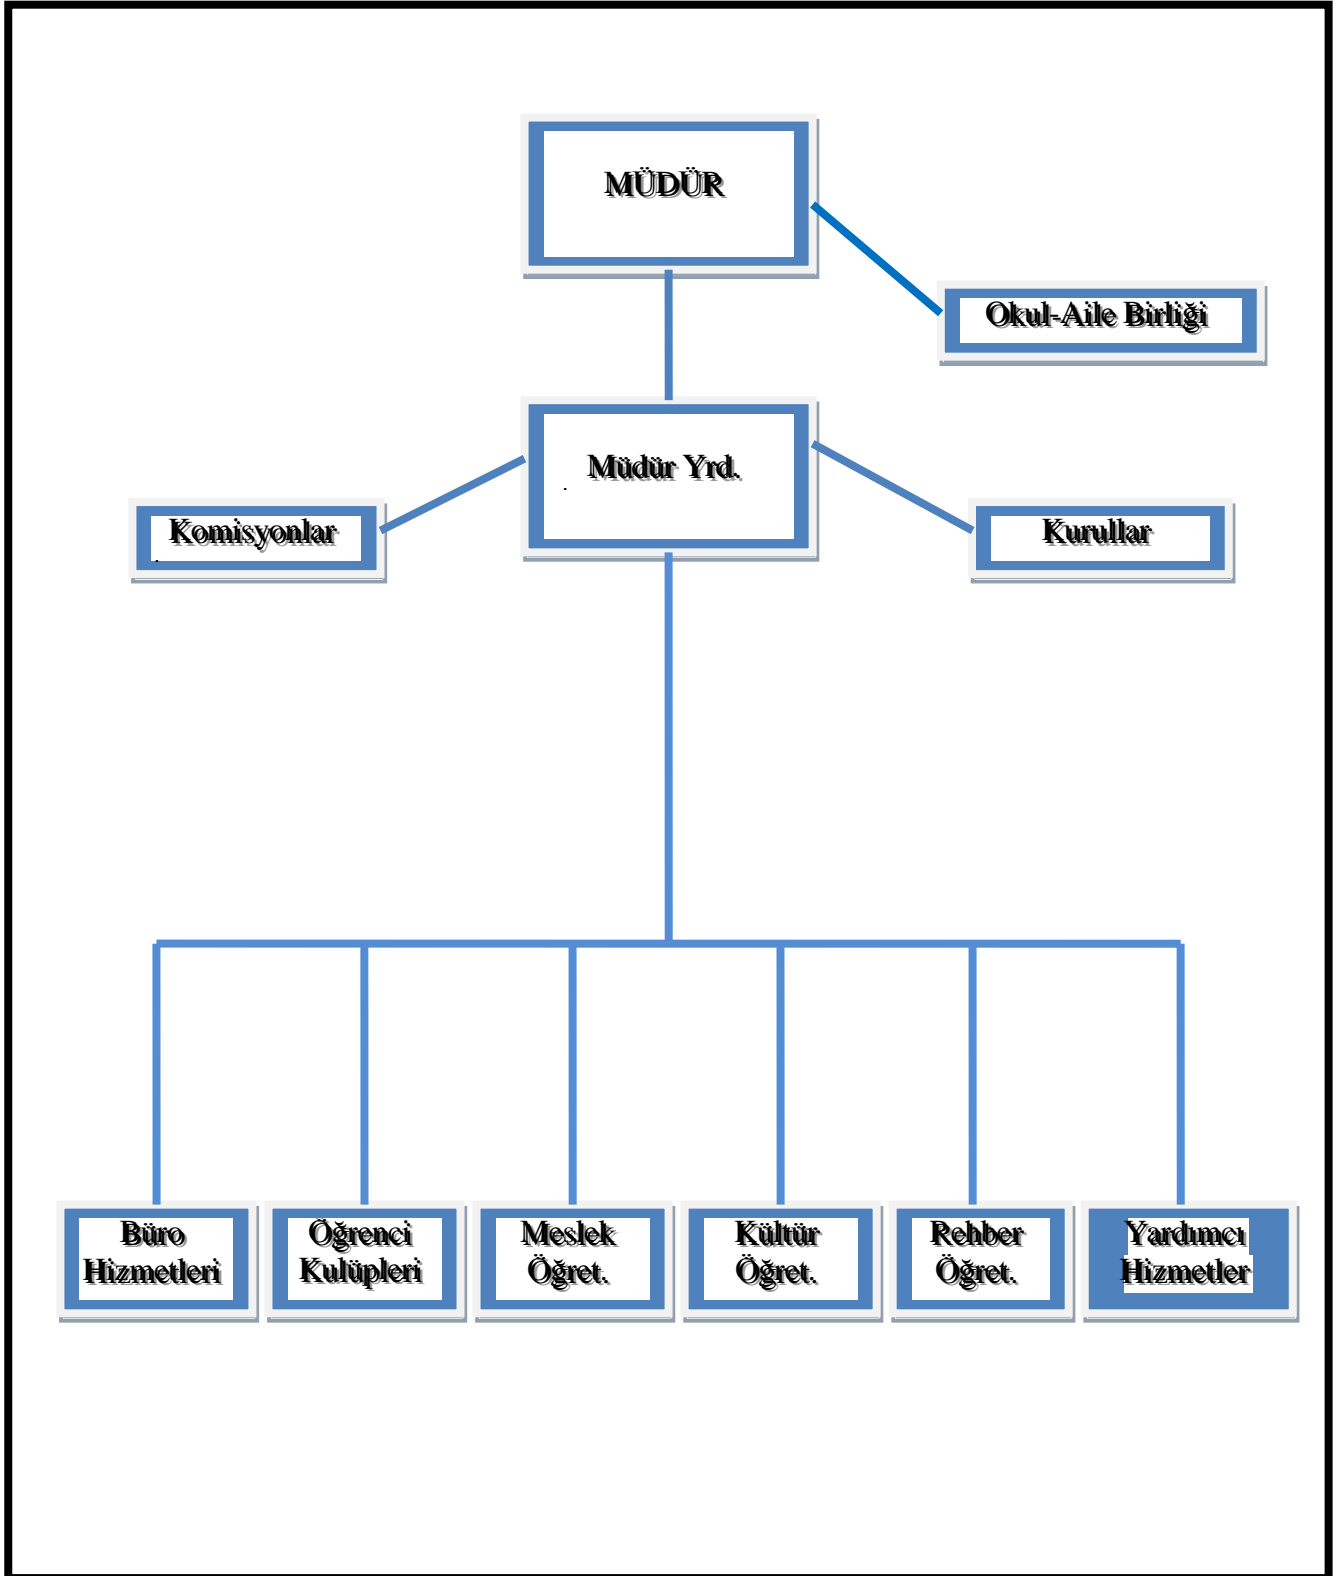 MÜDÜR
Okul-Aile Birliği
Müdür Yrd.
.
Komisyonlar
.
Kurullar
Büro
Hizmetleri
Öğrenci
Kulüpleri
Meslek
Öğret.
Kültür
Öğret.
Rehber
Öğret.
Yardımcı
Hizmetler